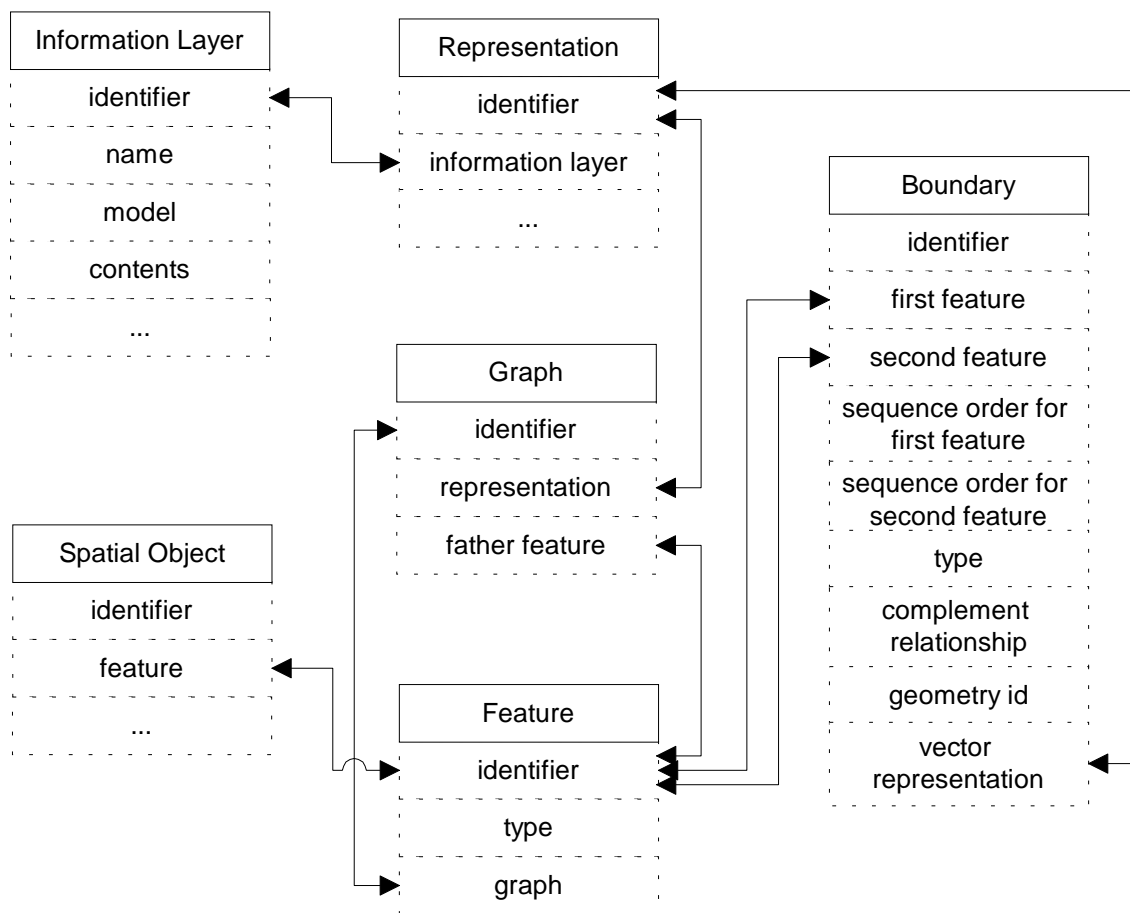 Information Layer
identifier
name
model
contents
...
Representation
identifier
information layer
...
Boundary
identifier
first feature
second feature
sequence order for
first feature
sequence order for
second feature
type
complement
relationship
geometry id
vector
representation
Graph
identifier
representation
father feature
Spatial Object
identifier
feature
...
Feature
identifier
type
graph